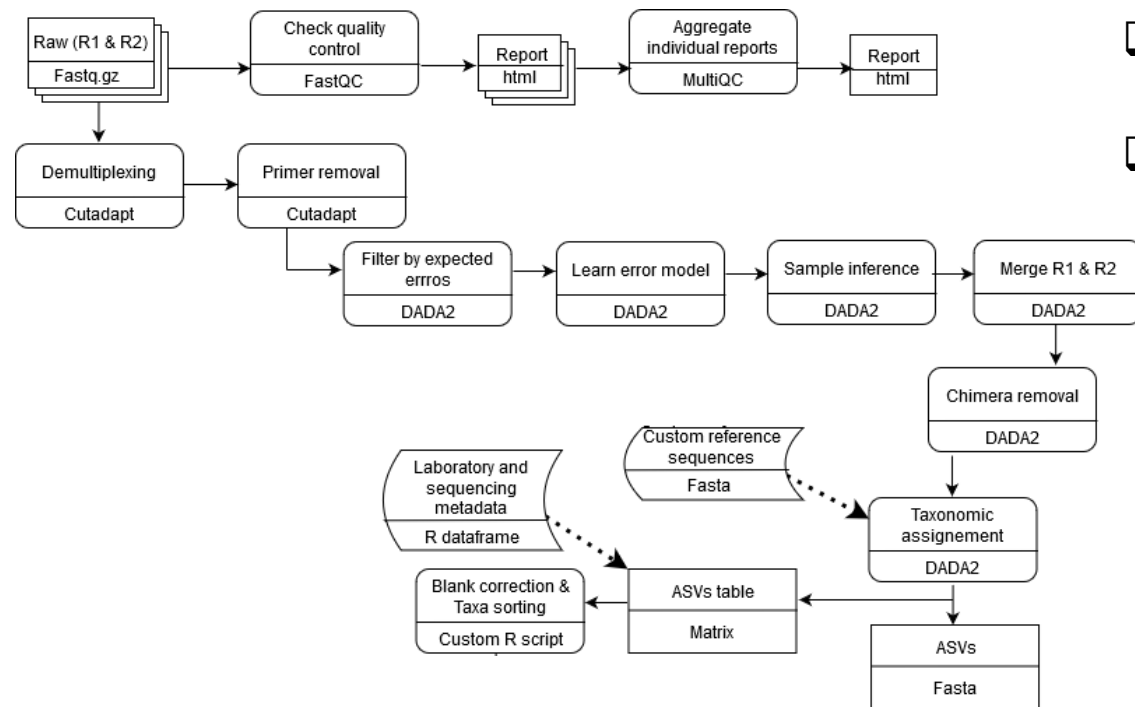 Raw (R1 & R2)
Fastq.gz
Check quality
control
FastQC
Report
html
Aggregate
individual reports
MultiQC
Report
html
Demultiplexing
Cutadapt
Primer removal
Cutadapt
Filter by expected
errros
DADA2
Learn error model
DADA2
Sample inference
DADA2
Merge R1 & R2
DADA2
Chimera removal
DADA2
Custom reference
sequences
Fasta
Laboratory and
sequencing
metadata
R dataframe
Taxonomic
assignement
DADA2
Blank correction &
Taxa sorting
Custom R script
ASVs table
Matrix
ASVs
Fasta